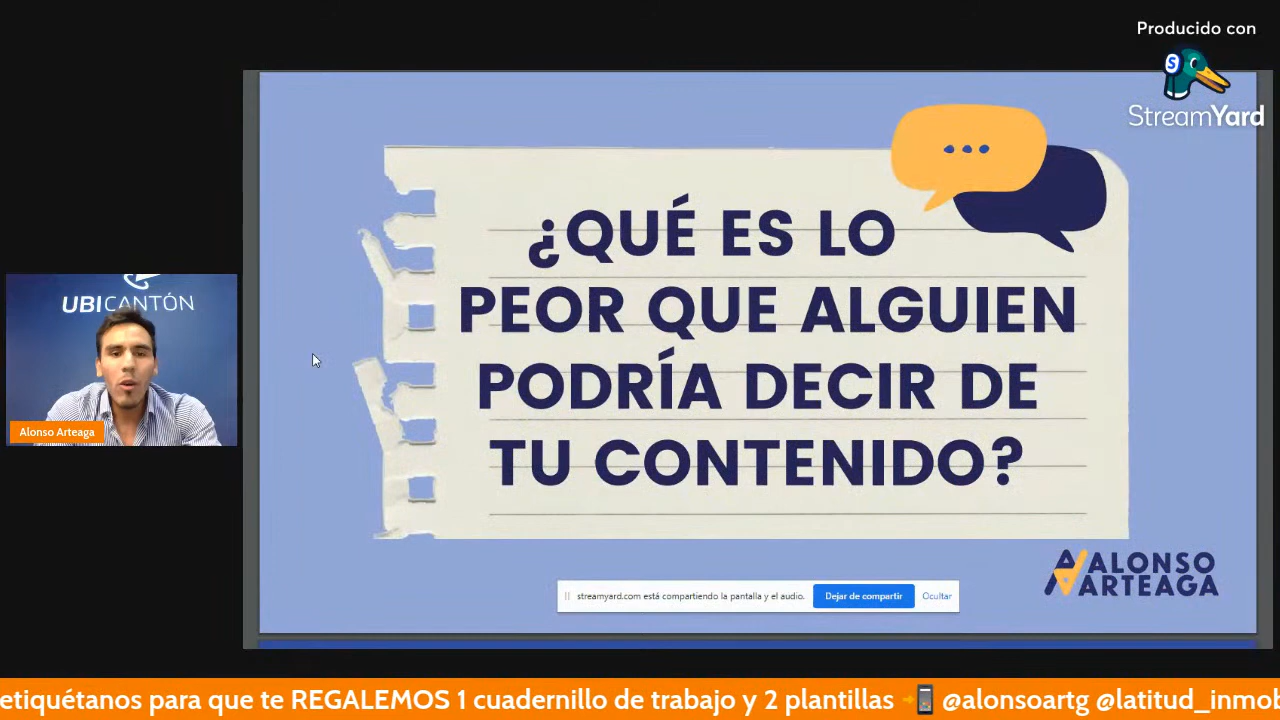 Producido con
StreamYard
¿QUÉ ES LO
PEOR QUE ALGUIEN
PODRÍA DECIR DE
TU CONTENIDO?
UBICANTÓN
Alonso Arteaga
ALONSO
ARTEAGA
streamyard.com está compartiendo la pantalla y el audio.
Dejar de compartir
Ocultar
etiquétanos para que te REGALEMOS 1 cuadernillo de trabajo y 2 plantillas @alonsoartg @latitud_inmob